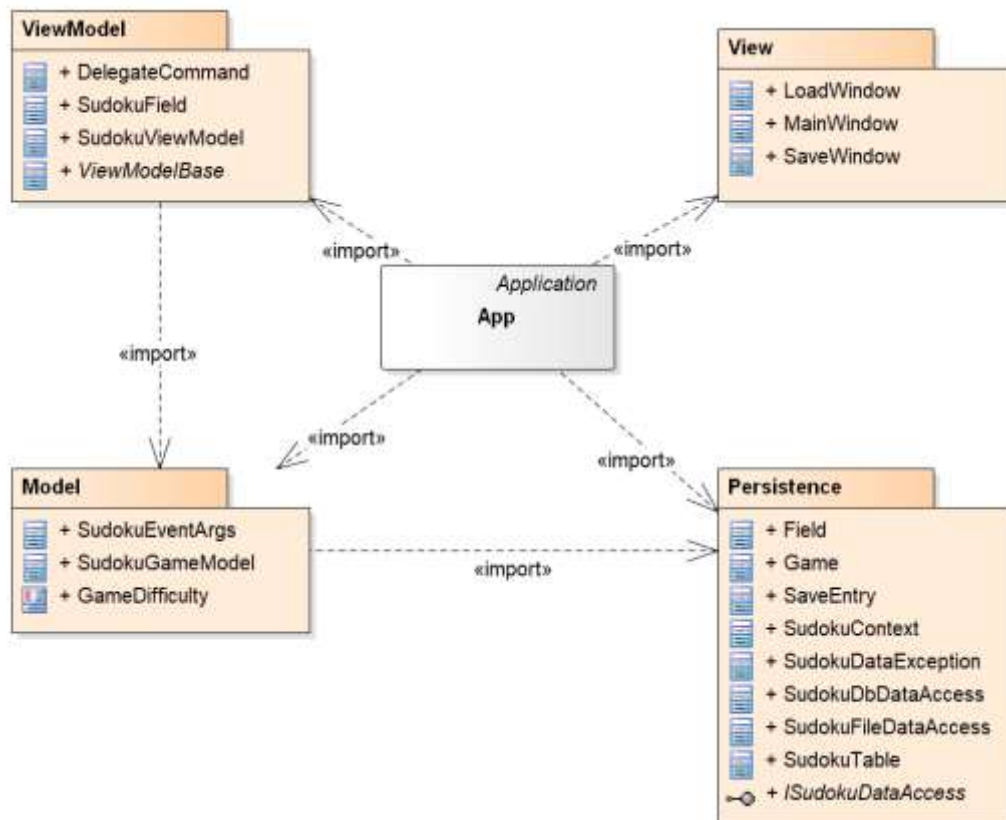 ViewModel
+ DelegateCommand
+ SudokuField
+ SudokuViewModel
+ ViewModelBase
View
+ LoadWindow
+ MainWindow
+ SaveWindow
«import»
«import»
Application
App
«import»
«import»
«import»
Model
+ SudokuEventArgs
+ SudokuGameModel
+ GameDifficulty
«import»
Persistence
+ Field
+ Game
+ SaveEntry
+ SudokuContext
+ SudokuDataException
+ SudokuDbDataAccess
+ SudokuFileDataAccess
+ SudokuTable
+ ISudokuDataAccess